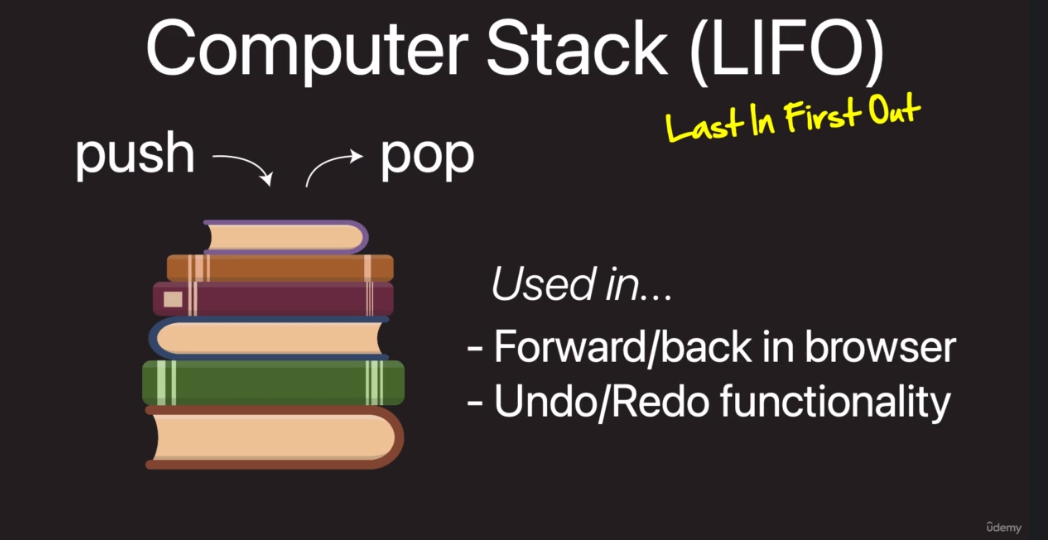 Computer Stack (LIFO)
Last In First Out
push
pop
Used in...
- Forward/back in browser
- Undo/Redo functionality
ûdemy